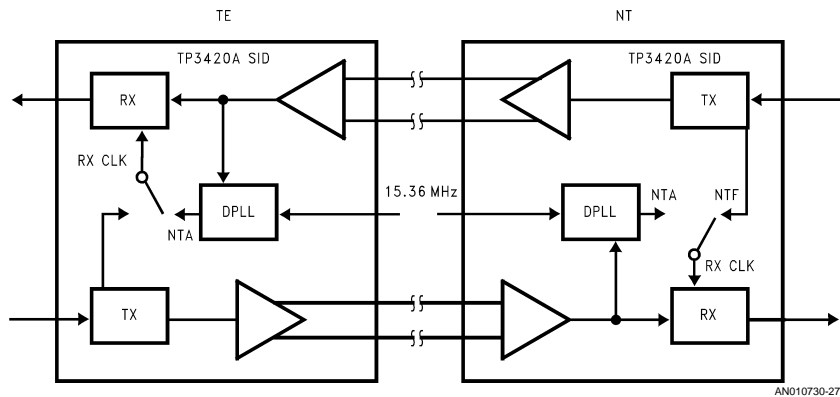 TE
NT
TP3420A SID
TP3420A SID
RX
TX
RX CLK
15.36 MHz
DPLL
NTA
DPLL
NTA
NTF
RX CLK
TX
RX
AN010730-27